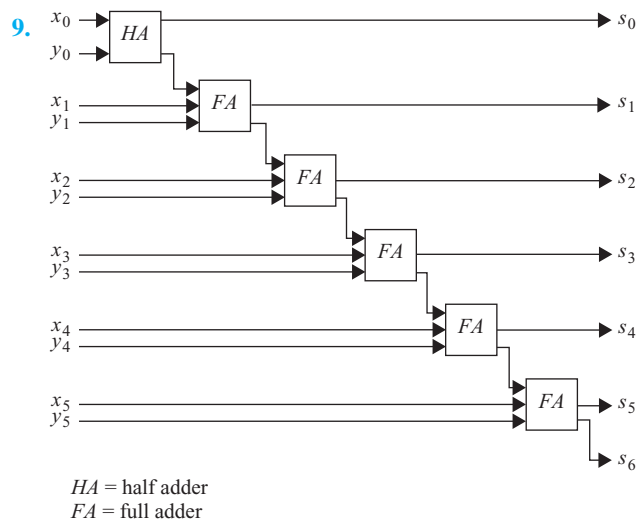 9.
x0 HA s0
y0
x1 FA s1
y1
x2 FA s2
y2
x3 FA s3
y3
x4 FA s4
y4
x5 FA s5
y5
s6
HA = half adder
FA = full adder